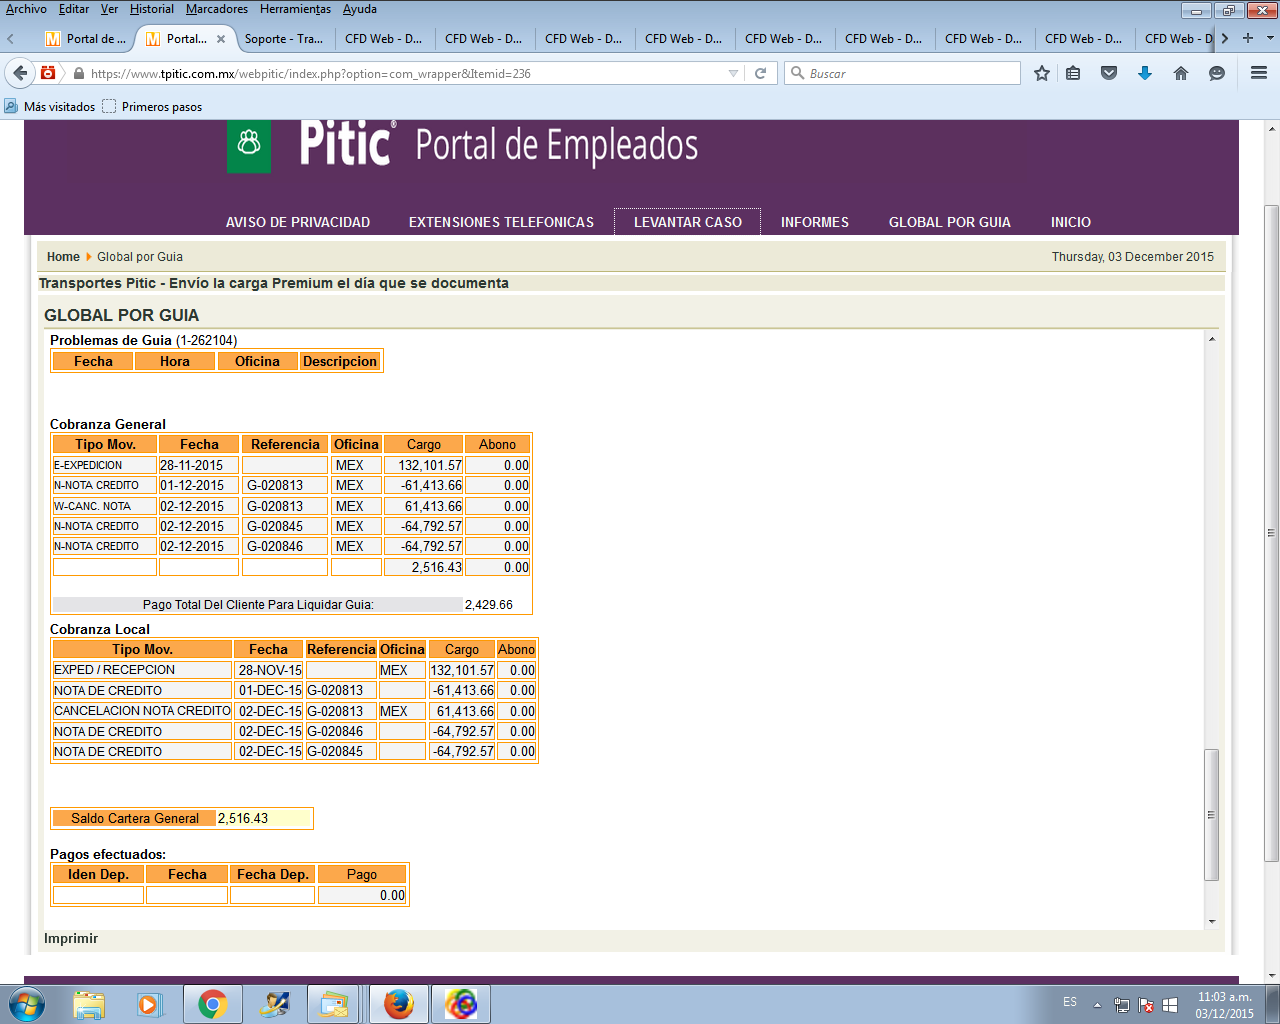 Archivo Editar Ver Historial Marcadores Herramientas Ayuda
Portal de ... Portal... Soporte - Tra... CFD Web - D... CFD Web - D... CFD Web - D... CFD Web - D... CFD Web - D... CFD Web - D... CFD Web - D... CFD Web - D... CFD Web - D
https://www.tpitic.com.mx/webpitic/index.php?option=com_wrapper&Itemid=236 Buscar
Más visitados Primeros pasos
Pitic® Portal de Empleados
AVISO DE PRIVACIDAD EXTENSIONES TELEFONICAS LEVANTAR CASO INFORMES GLOBAL POR GUIA INICIO
Home Global por Guia Thursday, 03 December 2015
Transportes Pitic - Envío la carga Premium el día que se documenta
GLOBAL POR GUIA
Problemas de Guia (1-262104)
Fecha Hora Oficina Descripcion
Cobranza General
Tipo Mov. Fecha Referencia Oficina Cargo Abono
E-EXPEDICION 28-11-2015 MEX 132,101.57 0.00
N-NOTA CREDITO 01-12-2015 G-020813 MEX -61,413.66 0.00
W-CANC. NOTA 02-12-2015 G-020813 MEX 61,413.66 0.00
N-NOTA CREDITO 02-12-2015 G-020845 MEX -64,792.57 0.00
N-NOTA CREDITO 02-12-2015 G-020846 MEX -64,792.57 0.00
2,516.43 0.00
Pago Total Del Cliente Para Liquidar Guia: 2,429.66
Cobranza Local
Tipo Mov. Fecha Referencia Oficina Cargo Abono
EXPED / RECEPCION 28-NOV-15 MEX 132,101.57 0.00
NOTA DE CREDITO 01-DEC-15 G-020813 -61,413.66 0.00
CANCELACION NOTA CREDITO 02-DEC-15 G-020813 MEX 61,413.66 0.00
NOTA DE CREDITO 02-DEC-15 G-020846 -64,792.57 0.00
NOTA DE CREDITO 02-DEC-15 G-020845 -64,792.57 0.00
Saldo Cartera General 2,516.43
Pagos efectuados:
Iden Dep. Fecha Fecha Dep. Pago
0.00
Imprimir
ES 11:03 a.m.
03/12/2015